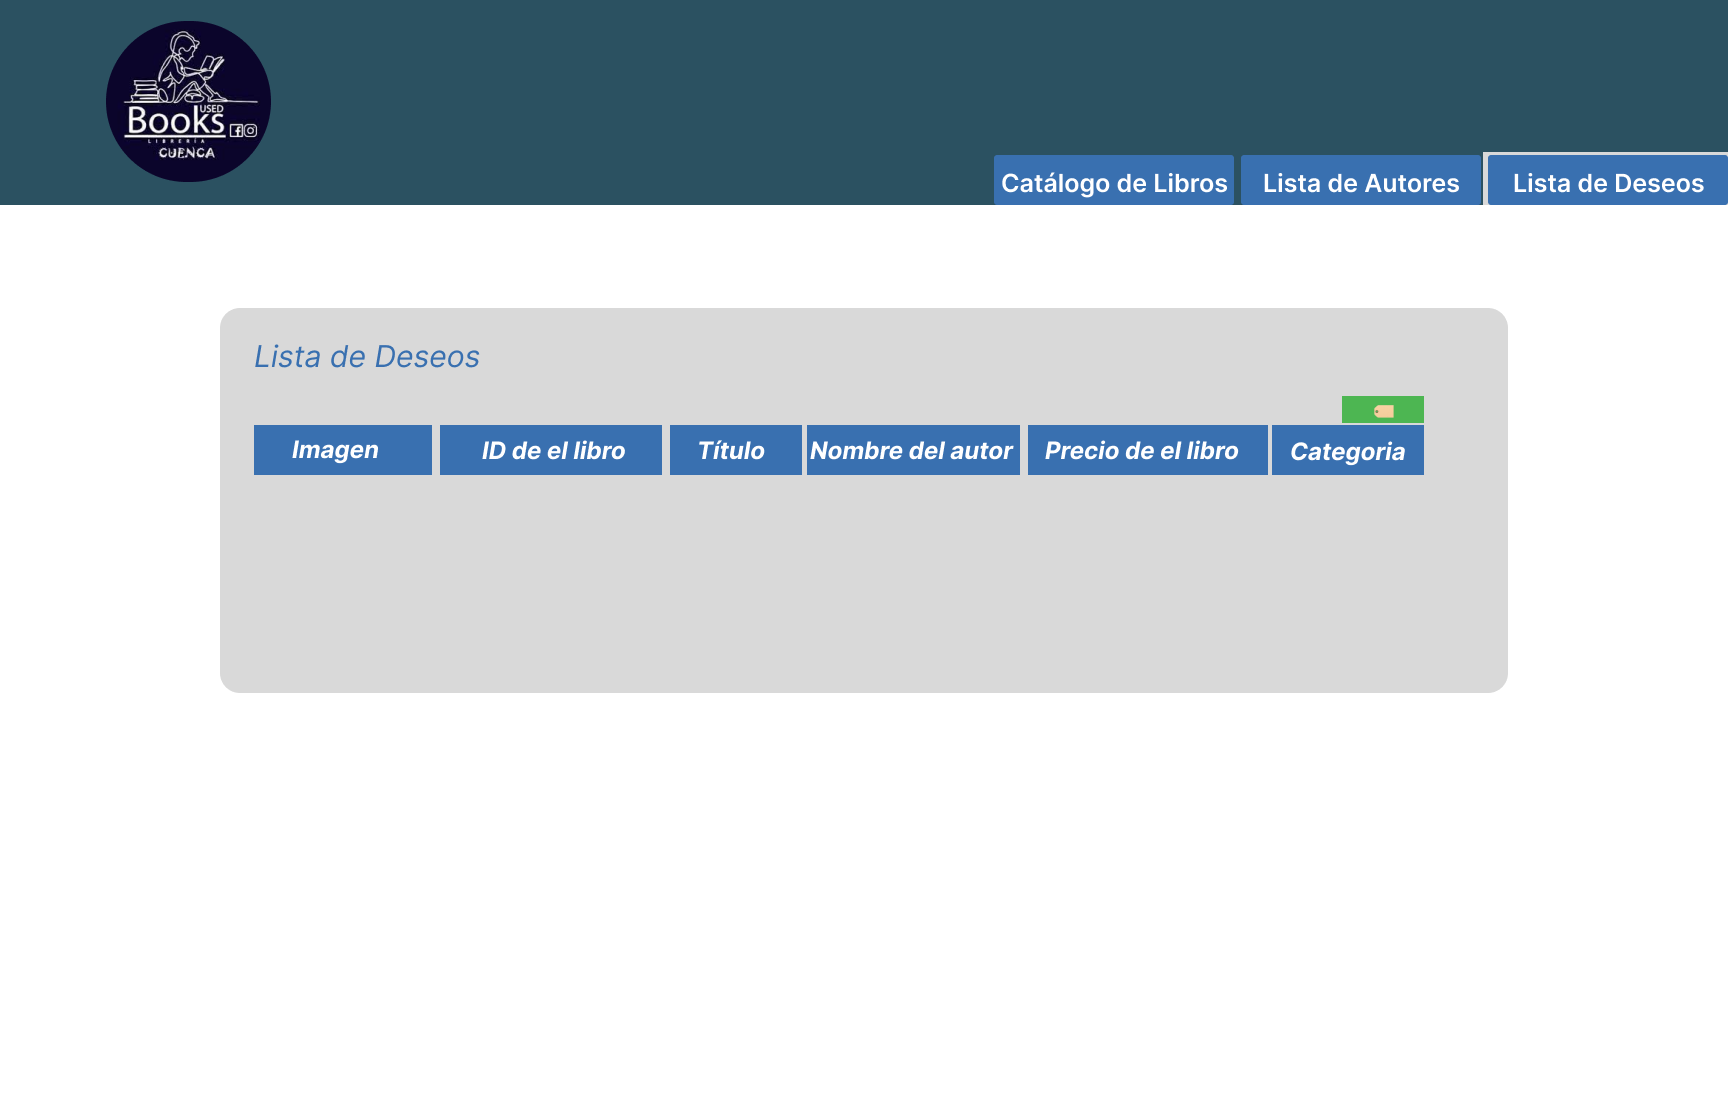 USED
Books
LIBRERÍA
CUENCA
Catálogo de Libros
Lista de Autores
Lista de Deseos
Lista de Deseos
Imagen
ID de el libro
Título
Nombre del autor
Precio de el libro
Categoria